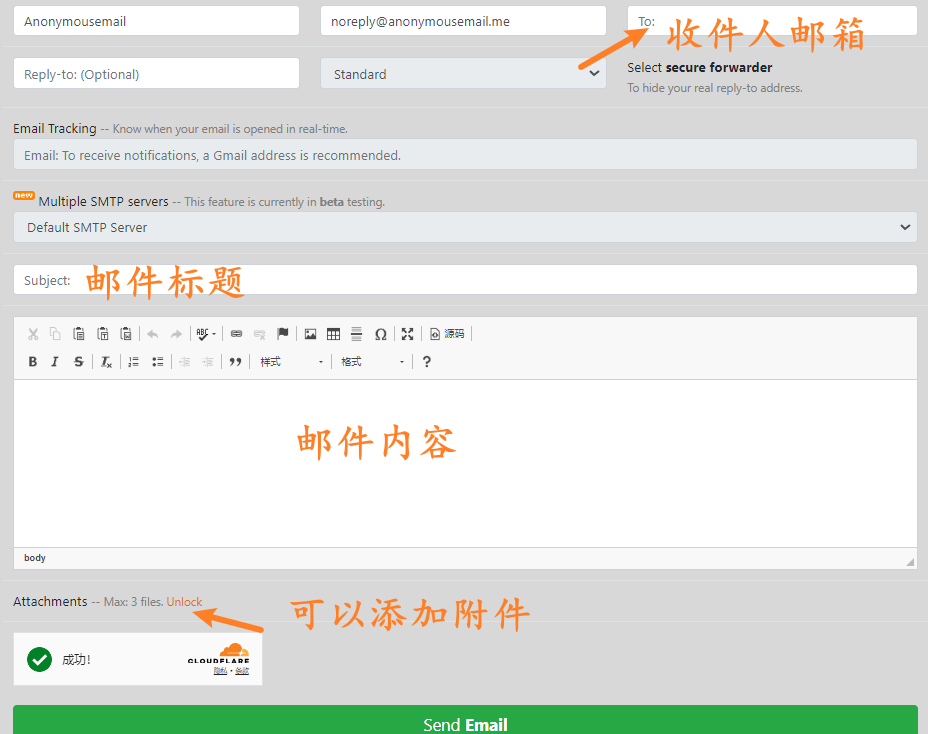 Anonymousemail
noreply@anonymousemail.me
To: 收件人邮箱
Reply-to: (Optional)
Standard
Select secure forwarder
To hide your real reply-to address.
Email Tracking -- Know when your email is opened in real-time.
Email: To receive notifications, a Gmail address is recommended.
new Multiple SMTP servers -- This feature is currently in beta testing.
Default SMTP Server
Subject: 邮件标题
ABC Ω 源码
B I S Tx 样式 格式 ?
邮件内容
body
Attachments -- Max: 3 files. Unlock
可以添加附件
成功!
CLOUDFLARE
隐私 • 条款
Send Email